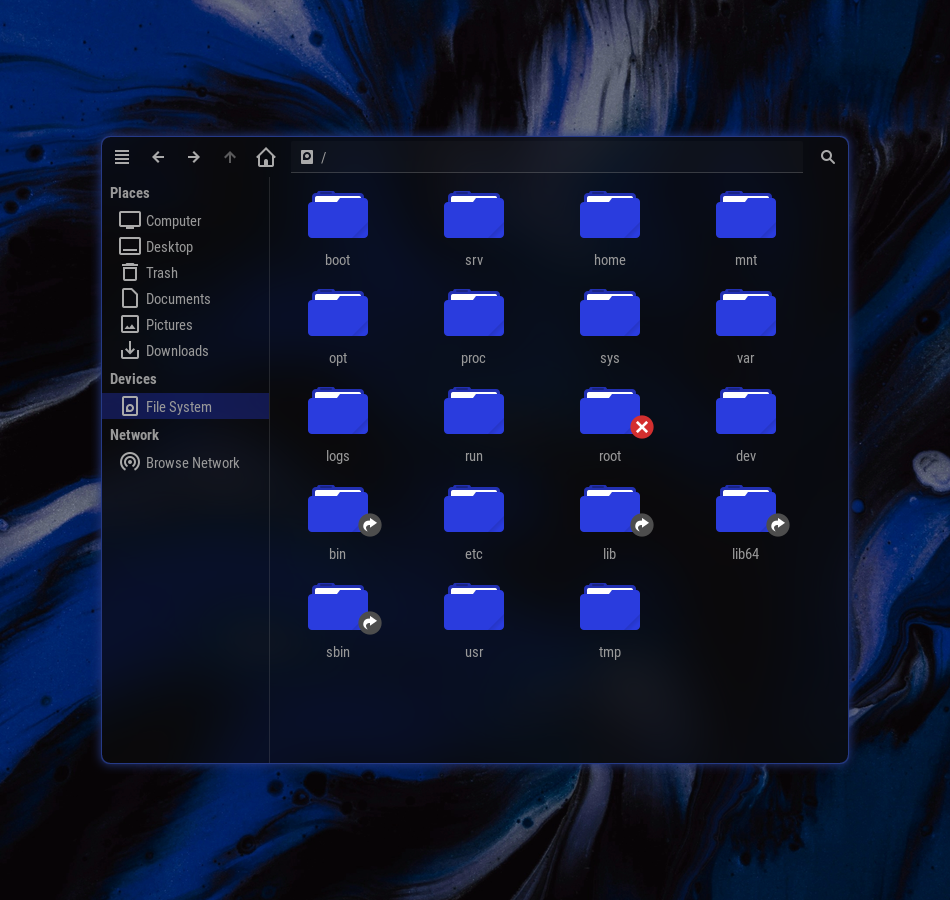 /
Places
Computer
Desktop
Trash
Documents
Pictures
Downloads
Devices
File System
Network
Browse Network
boot srv home mnt
opt proc sys var
logs run root dev
bin etc lib lib64
sbin usr tmp